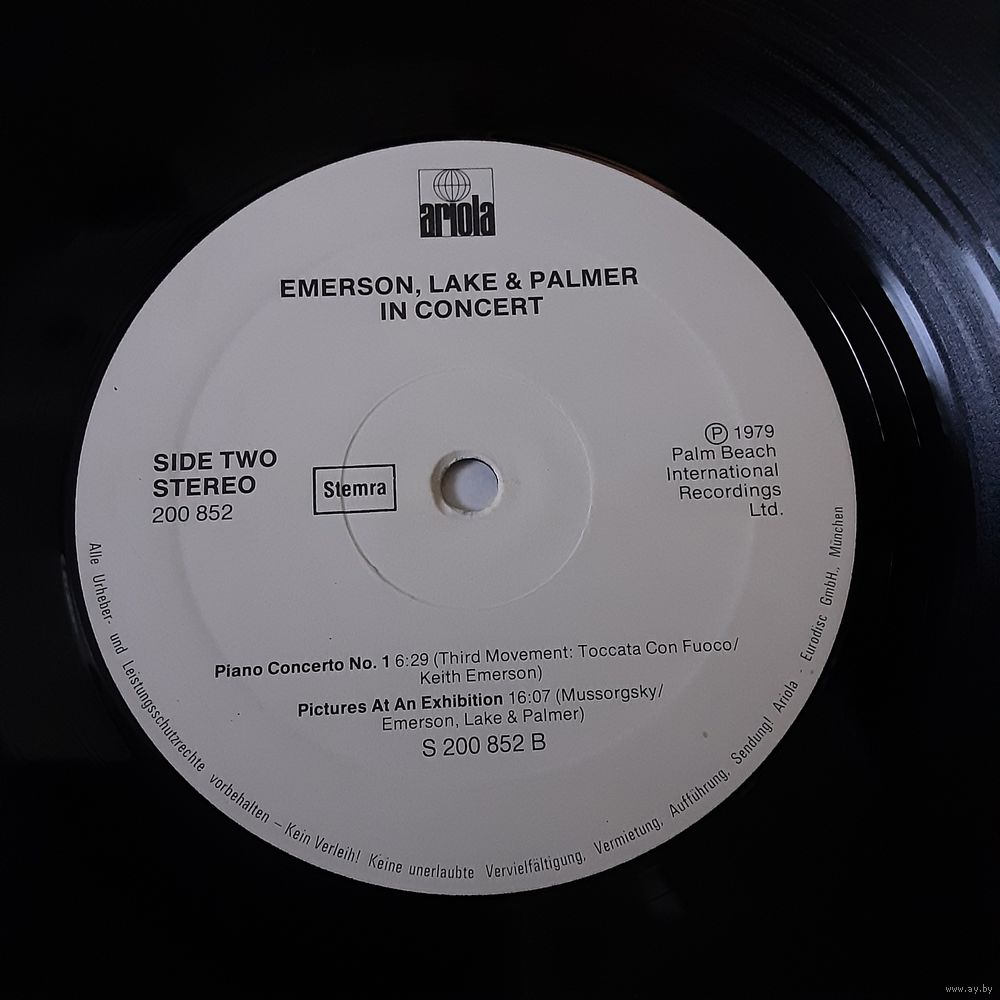 ariola
EMERSON, LAKE & PALMER
IN CONCERT
SIDE TWO
STEREO
200 852
Stemra
Ⓟ 1979
Palm Beach
International
Recordings
Ltd.
Piano Concerto No. 1 6:29 (Third Movement: Toccata Con Fuoco/
Keith Emerson)
Pictures At An Exhibition 16:07 (Mussorgsky/
Emerson, Lake & Palmer)
S 200 852 B
Alle Urheber- und Leistungsschutzrechte vorbehalten – Kein Verleih! Keine unerlaubte Vervielfältigung, Vermietung, Aufführung, Sendung! Ariola - Eurodisc GmbH., München
www.ay.by